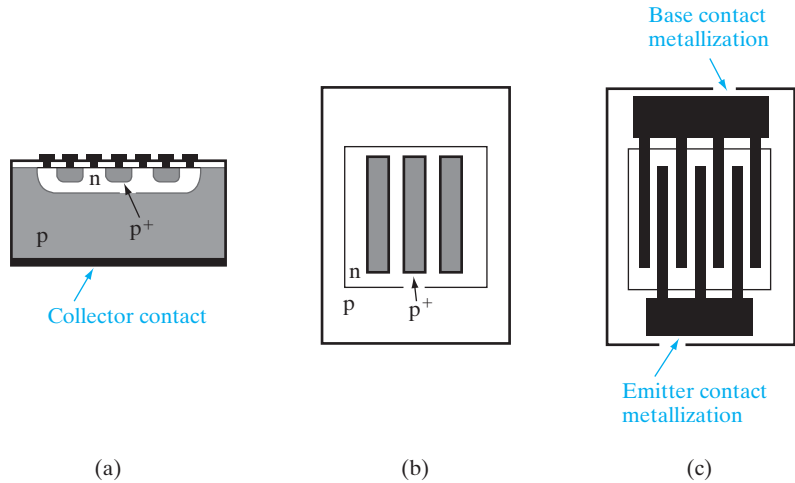 n
p⁺
p
Collector contact
(a)
n
p
p⁺
(b)
Base contact
metallization
Emitter contact
metallization
(c)